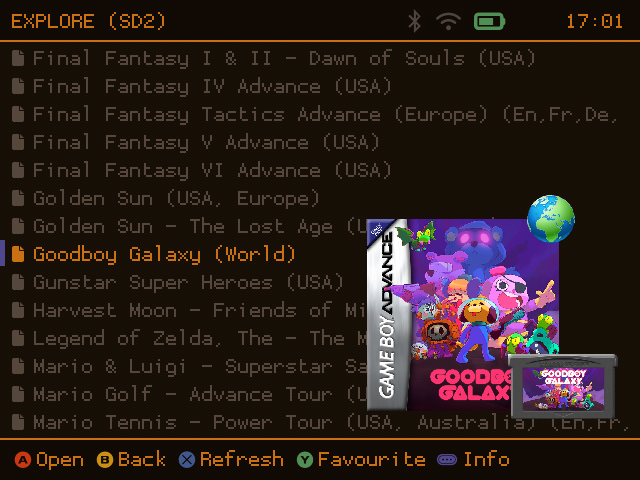 EXPLORE (SD2) 17:01
Final Fantasy I & II - Dawn of Souls (USA)
Final Fantasy IV Advance (USA)
Final Fantasy Tactics Advance (Europe) (En,Fr,De,
Final Fantasy V Advance (USA)
Final Fantasy VI Advance (USA)
Golden Sun (USA, Europe)
Golden Sun - The Lost Age (U
Goodboy Galaxy (World)
Gunstar Super Heroes (USA)
Harvest Moon - Friends of Mi
Legend of Zelda, The - The M
Mario & Luigi - Superstar Sa
Mario Golf - Advance Tour (U
Mario Tennis - Power Tour (USA, Australia) (En,Fr,
GAME BOY ADVANCE
GOODBO
GALAX
GOODBOY
GALAXY
A Open B Back X Refresh Y Favourite Info